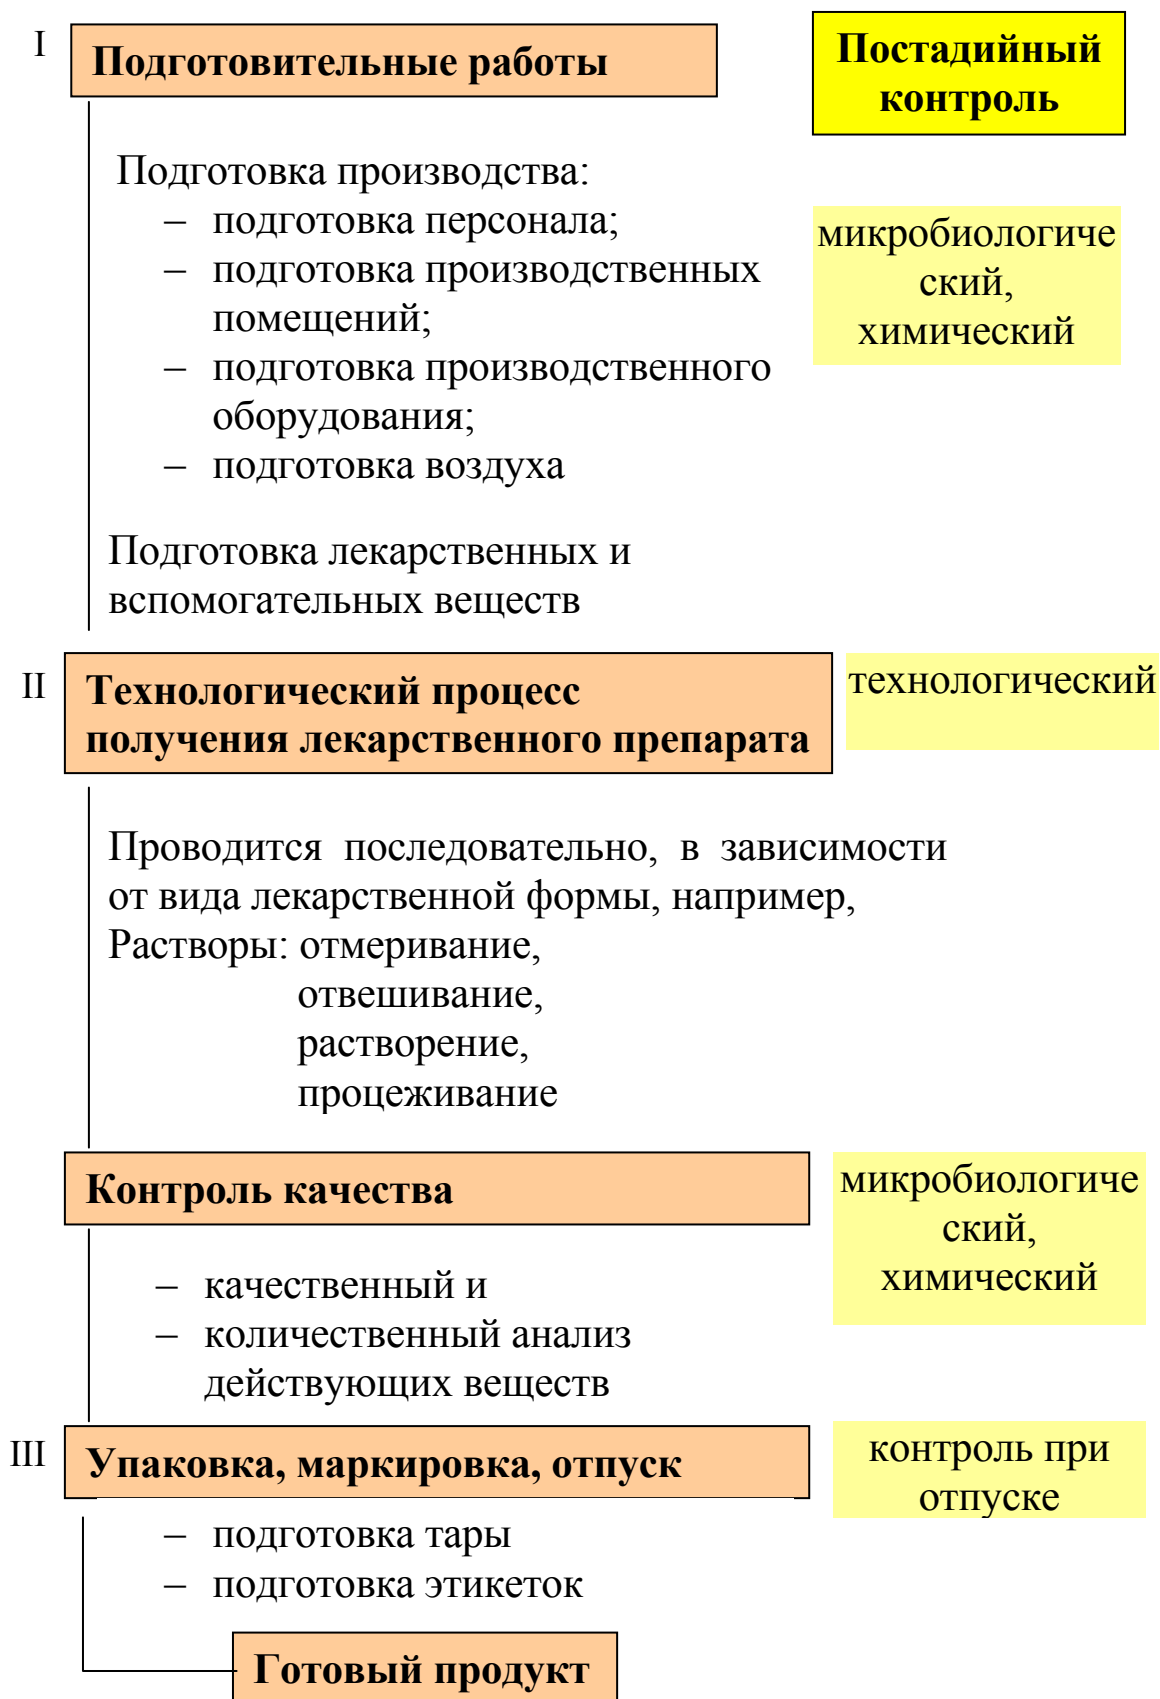 I
Подготовительные работы
Постадийный
контроль
Подготовка производства:
– подготовка персонала;
– подготовка производственных
помещений;
– подготовка производственного
оборудования;
– подготовка воздуха
микробиологиче
ский,
химический
Подготовка лекарственных и
вспомогательных веществ
II
Технологический процесс
получения лекарственного препарата
технологический
Проводится последовательно, в зависимости
от вида лекарственной формы, например,
Растворы: отмеривание,
отвешивание,
растворение,
процеживание
Контроль качества
микробиологиче
ский,
химический
– качественный и
– количественный анализ
действующих веществ
III
Упаковка, маркировка, отпуск
контроль при
отпуске
– подготовка тары
– подготовка этикеток
Готовый продукт